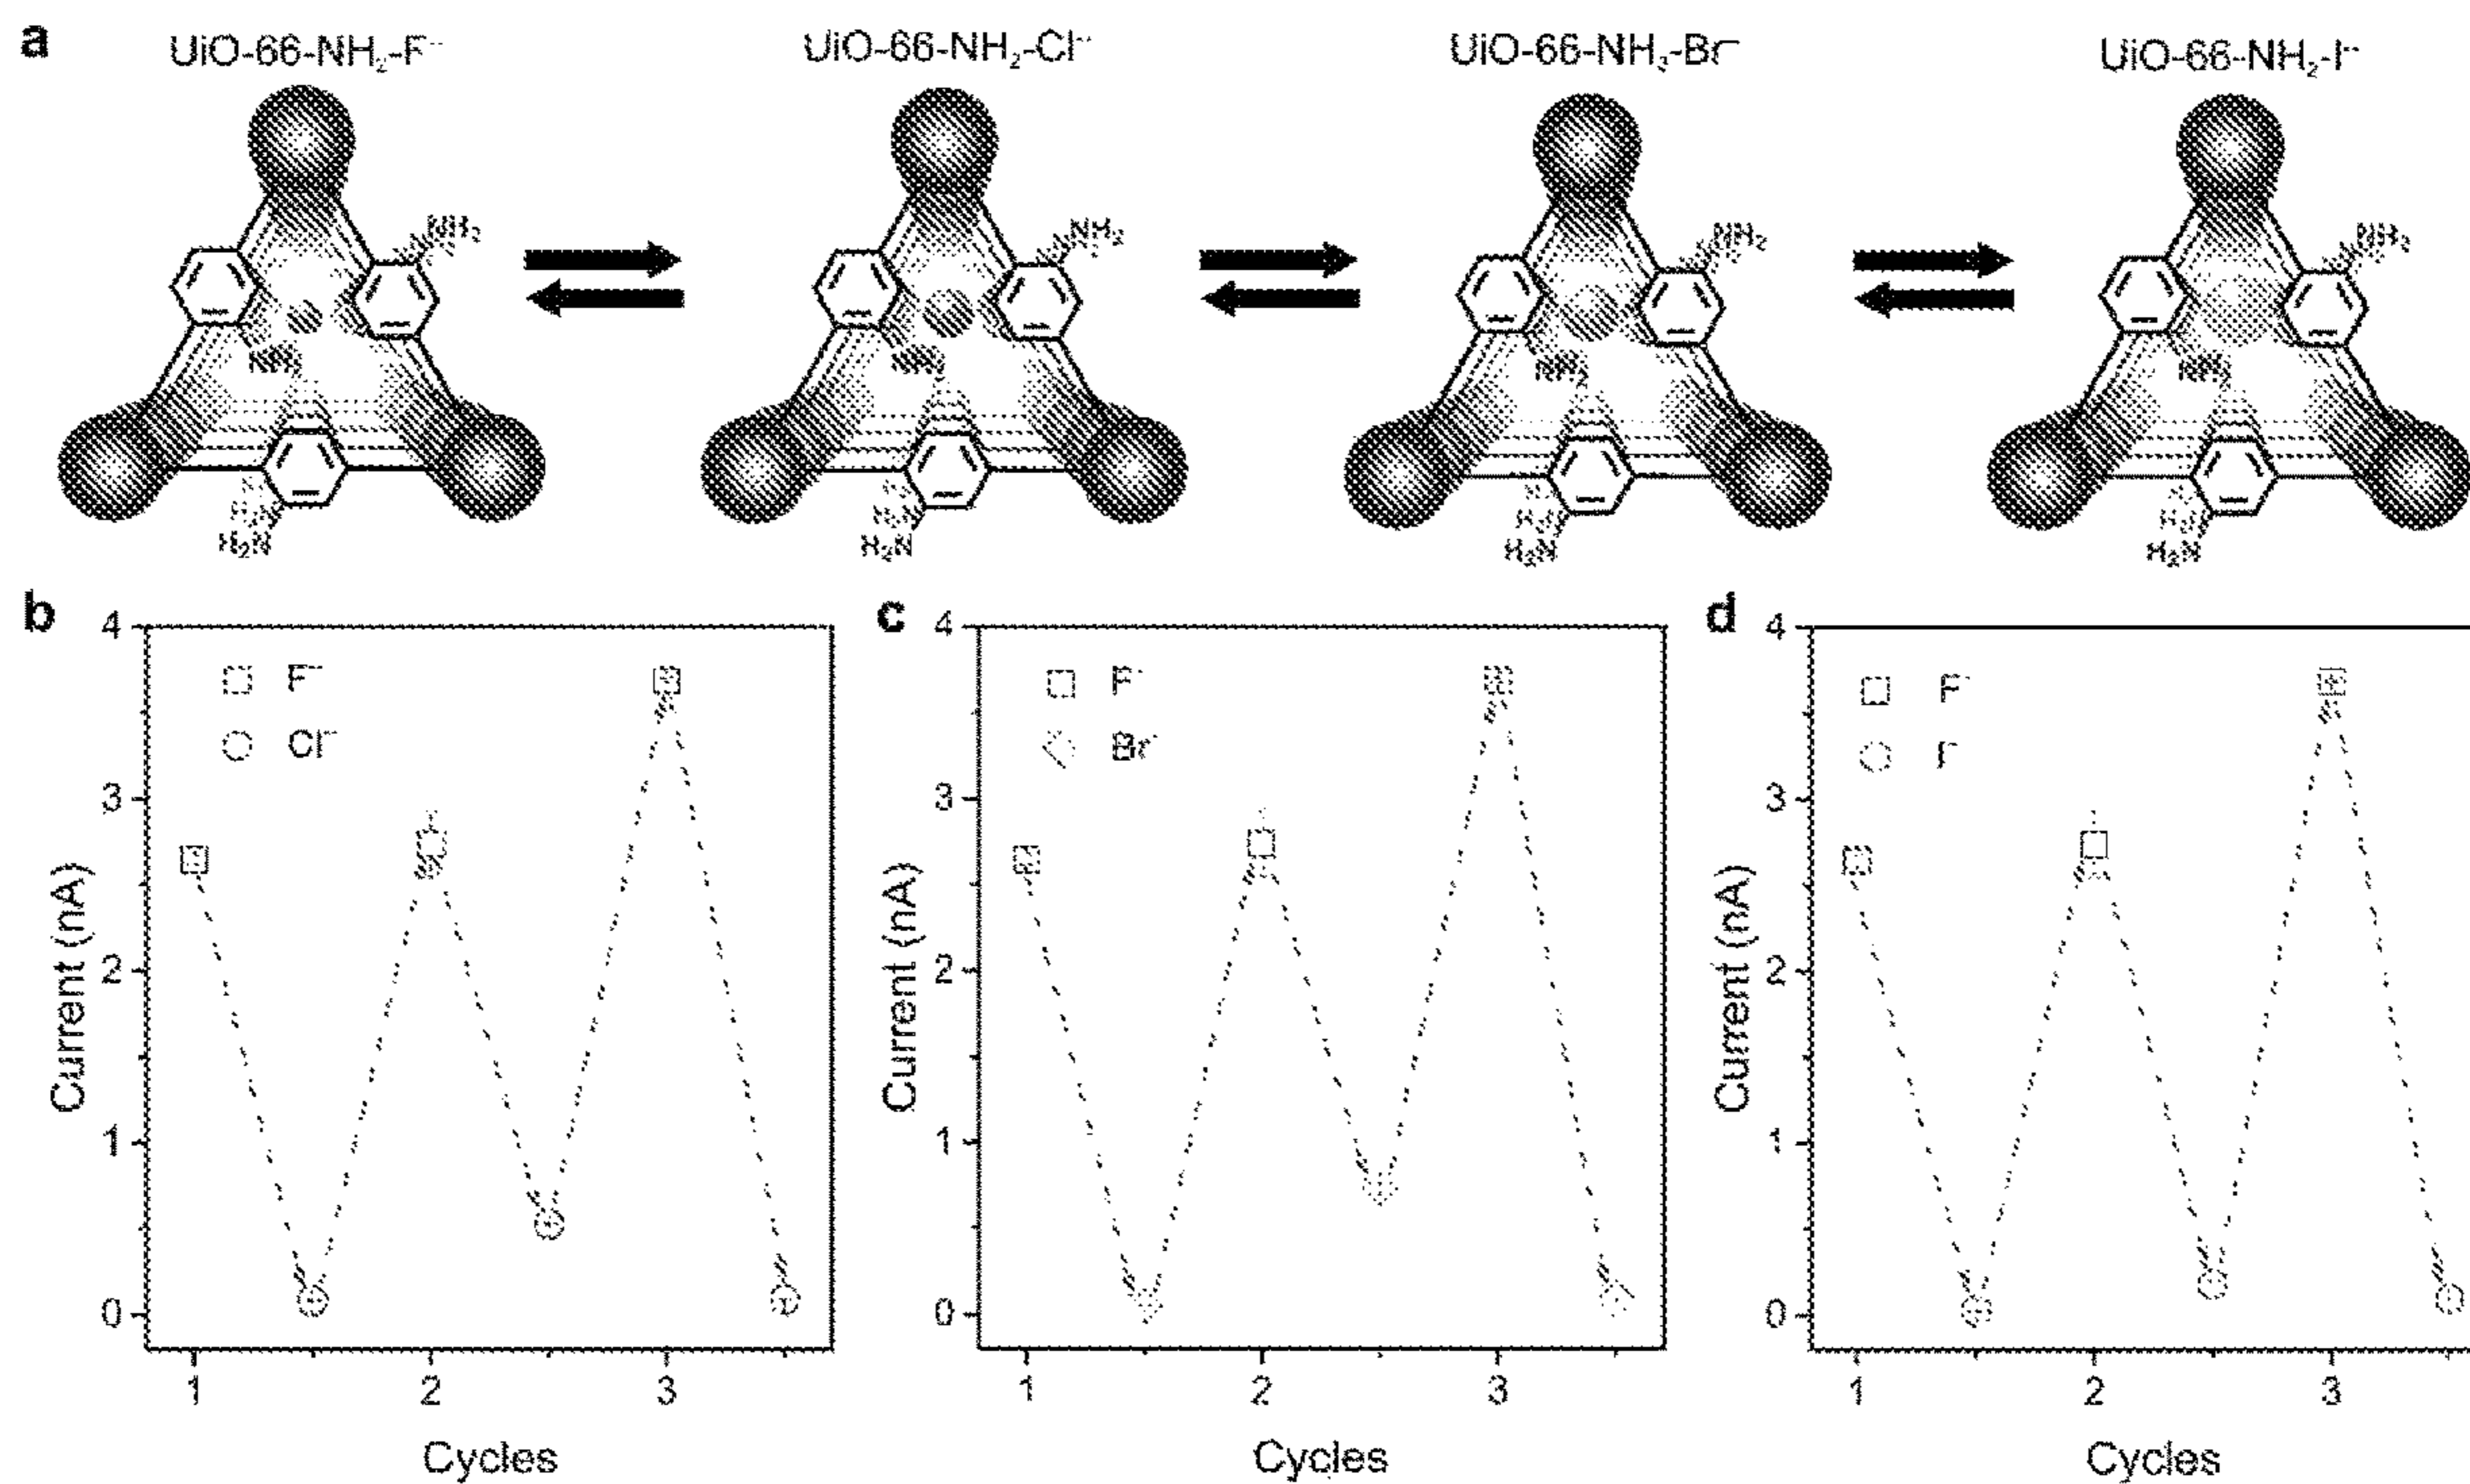 a
UiO-66-NH₂-F⁻
UiO-66-NH₂-Cl⁻
UiO-66-NH₃-Br⁻
UiO-66-NH₂-I⁻
NH₂
NH₂
NH₂
NH₂
NH₂
NH₂
NH₂
NH₂
H₂N
H₂N
H₂N
H₂N
b
4
3
2
1
0
Current (nA)
F⁻
Cl⁻
1 2 3
Cycles
c
4
3
2
1
0
Current (nA)
F⁻
Br⁻
1 2 3
Cycles
d
4
3
2
1
0
Current (nA)
F⁻
I⁻
1 2 3
Cycles